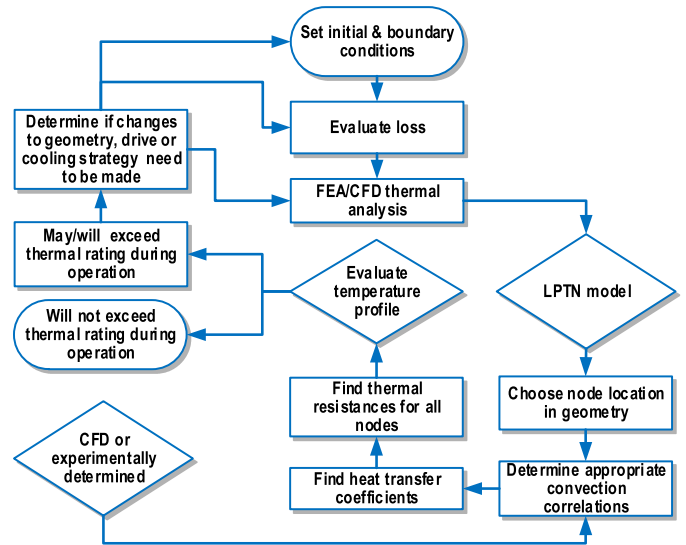 Set initial & boundary
conditions
Evaluate loss
FEA/CFD thermal
analysis
Determine if changes
to geometry, drive or
cooling strategy need
to be made
May/will exceed
thermal rating during
operation
Will not exceed
thermal rating during
operation
Evaluate
temperature
profile
LPTN model
Choose node location
in geometry
Determine appropriate
convection
correlations
Find heat transfer
coefficients
Find thermal
resistances for all
nodes
CFD or
experimentally
determined